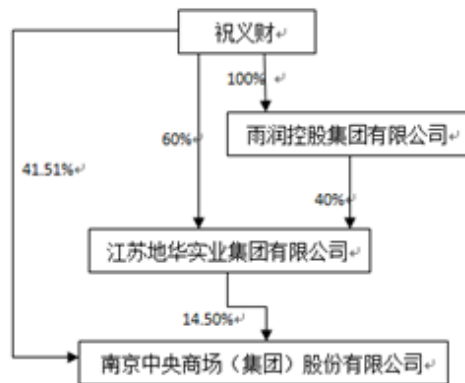 祝义财
100%
雨润控股集团有限公司
60%
41.51%
40%
江苏地华实业集团有限公司
14.50%
南京中央商场（集团）股份有限公司